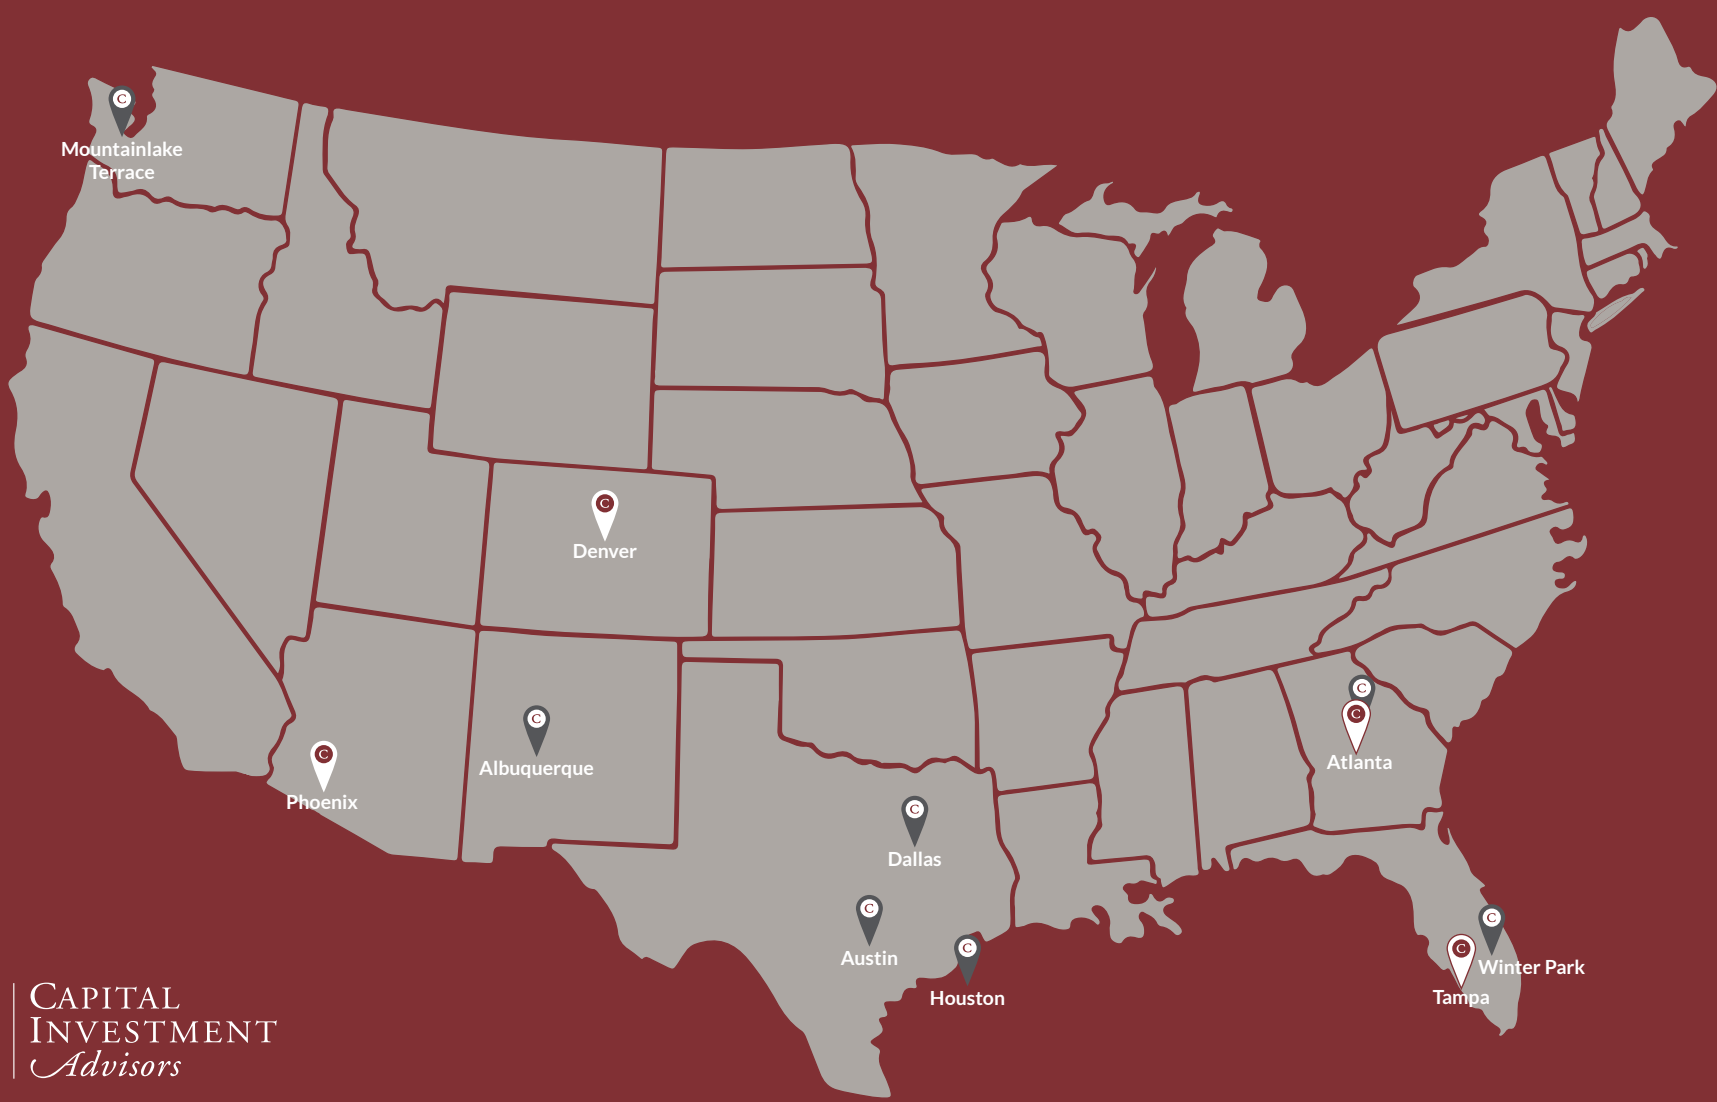 C
Mountainlake
Terrace
C
Denver
C
C
Atlanta
C
Albuquerque
C
Phoenix
C
Dallas
C
Austin
C
Houston
C
Winter Park
C
Tampa
CAPITAL
INVESTMENT
Advisors